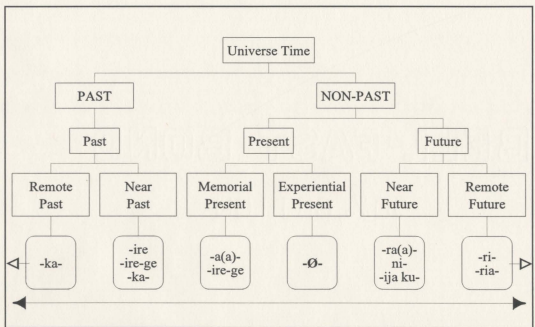 Universe Time
PAST
NON-PAST
Past
Present
Future
Remote
Past
Near
Past
Memorial
Present
Experiential
Present
Near
Future
Remote
Future
-ka-
-ire
-ire-ge
-ka-
-a(a)-
-ire-ge
-Ø-
-ra(a)-
ni-
-ija ku-
-ri-
-ria-